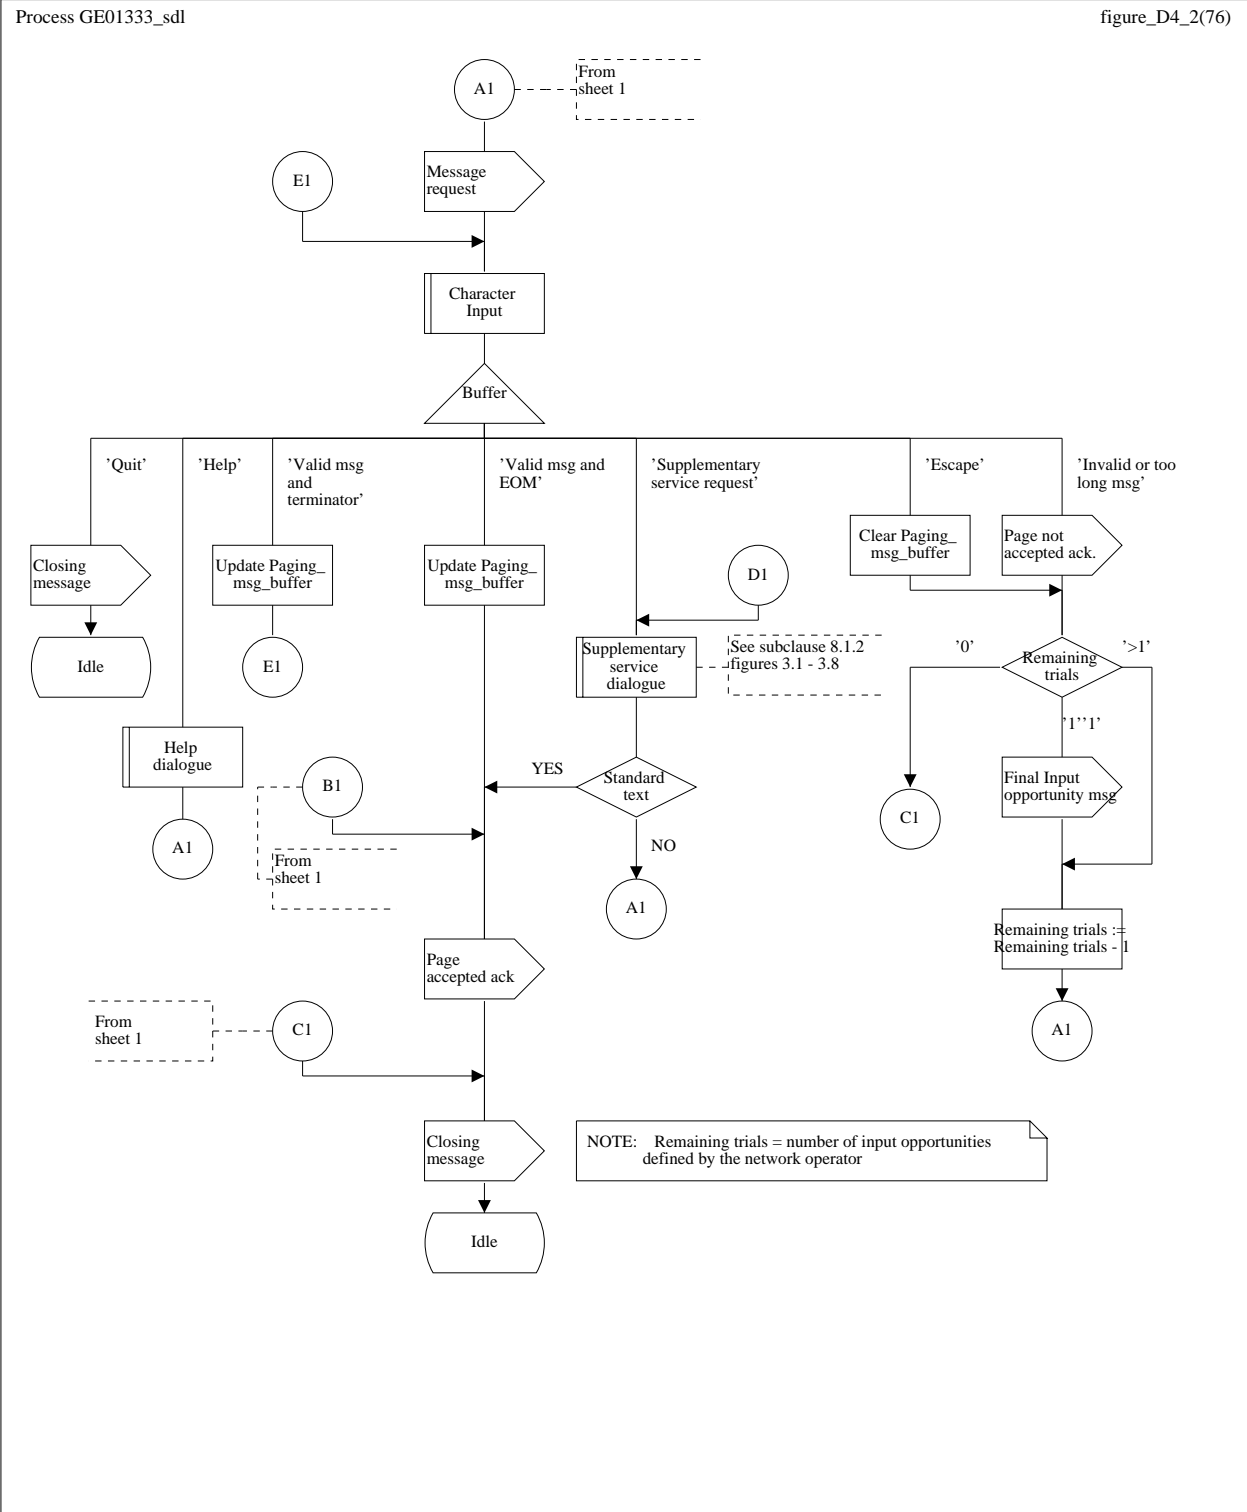 Process GE01333_sdl
figure_D4_2(76)
A1
From
sheet 1
E1
Message
request
Character
Input
Buffer
’Quit’
’Help’
’Valid msg
and
terminator’
’Valid msg and
EOM’
’Supplementary
service request’
’Escape’
’Invalid or too
long msg’
Closing
message
Update Paging_
msg_buffer
Update Paging_
msg_buffer
D1
Clear Paging_
msg_buffer
Page not
accepted ack.
Idle
E1
Supplementary
service
dialogue
See subclause 8.1.2
figures 3.1 - 3.8
’0’
Remaining
trials
’>1’
’1’’1’
Help
dialogue
B1
YES
Standard
text
Final Input
opportunity msg
C1
A1
From
sheet 1
NO
A1
Remaining trials :=
Remaining trials - 1
Page
accepted ack
From
sheet 1
C1
A1
Closing
message
NOTE: Remaining trials = number of input opportunities
defined by the network operator
Idle